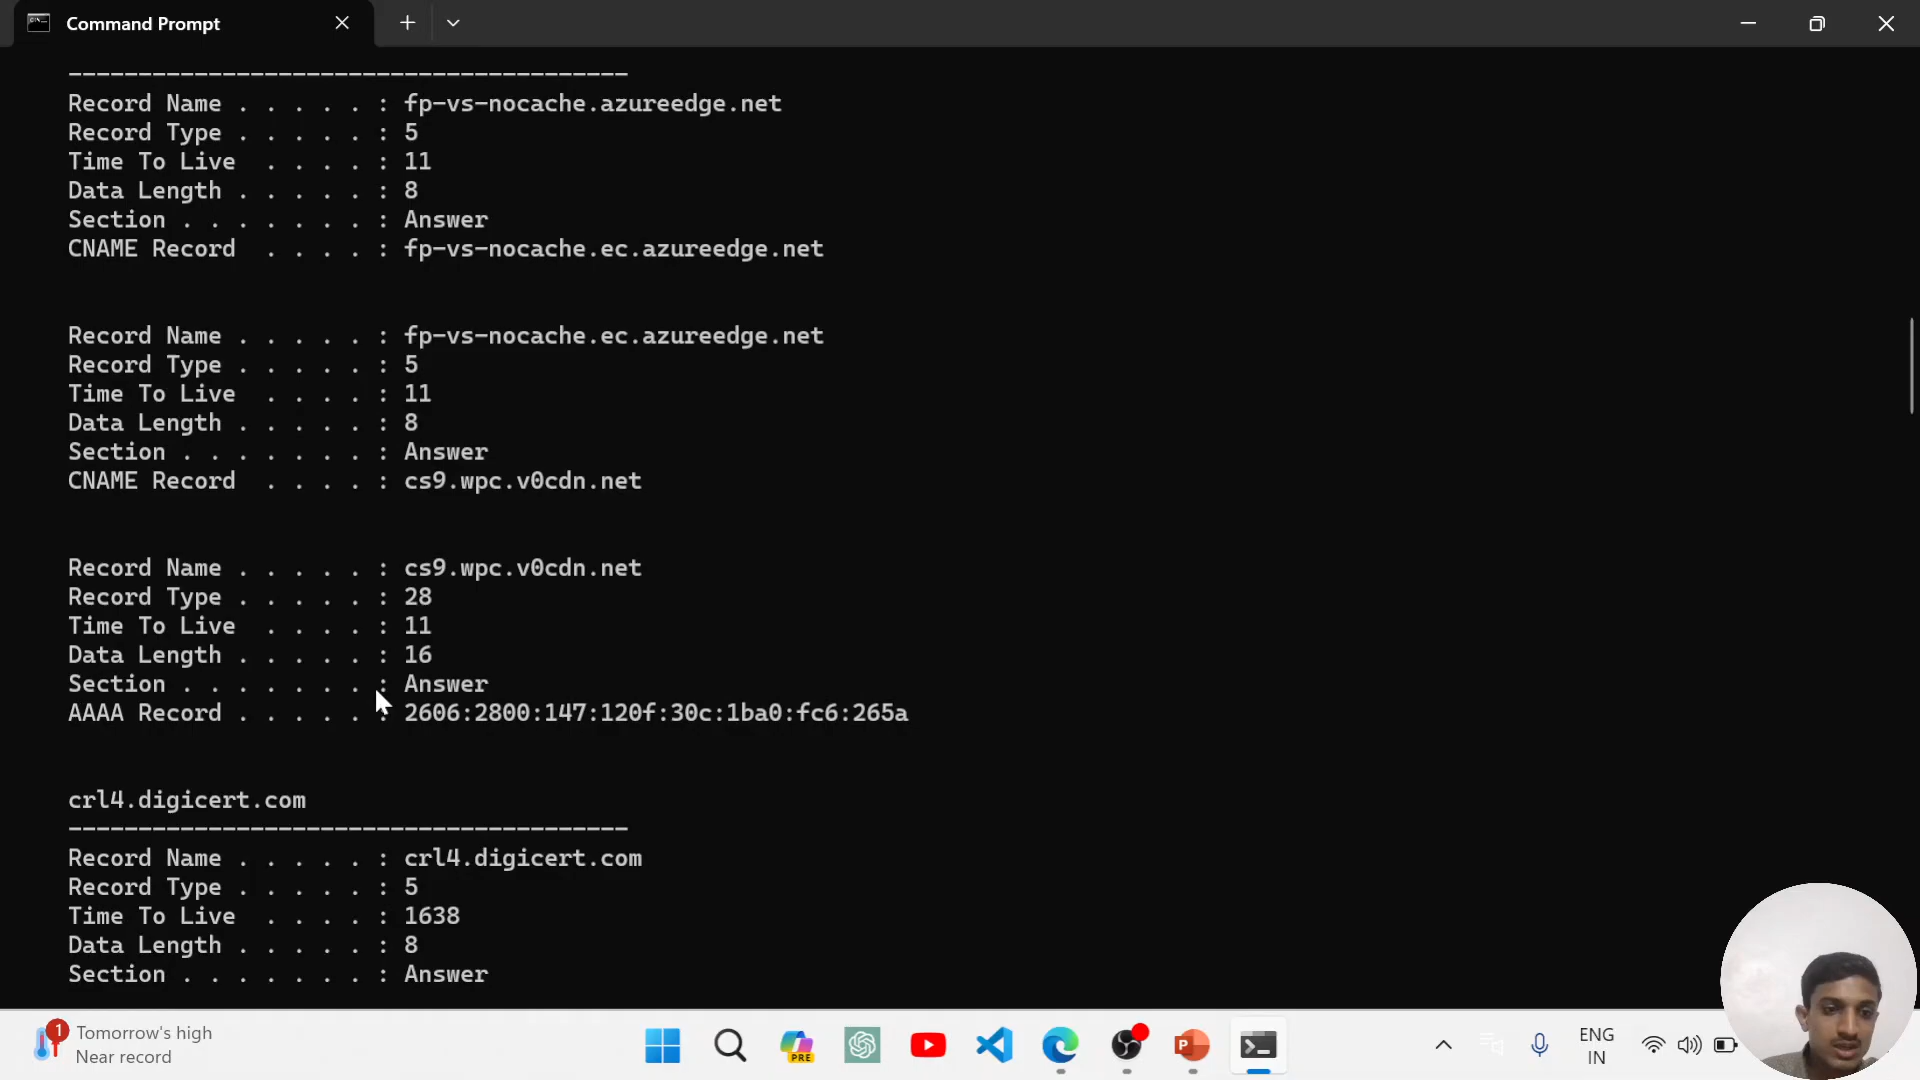 Command Prompt
----------------------------------------
Record Name . . . . . : fp-vs-nocache.azureedge.net
Record Type . . . . . : 5
Time To Live  . . . . : 11
Data Length . . . . . : 8
Section . . . . . . . : Answer
CNAME Record  . . . . : fp-vs-nocache.ec.azureedge.net
Record Name . . . . . : fp-vs-nocache.ec.azureedge.net
Record Type . . . . . : 5
Time To Live  . . . . : 11
Data Length . . . . . : 8
Section . . . . . . . : Answer
CNAME Record  . . . . : cs9.wpc.v0cdn.net
Record Name . . . . . : cs9.wpc.v0cdn.net
Record Type . . . . . : 28
Time To Live  . . . . : 11
Data Length . . . . . : 16
Section . . . . . . . : Answer
AAAA Record . . . . . : 2606:2800:147:120f:30c:1ba0:fc6:265a
crl4.digicert.com
----------------------------------------
Record Name . . . . . : crl4.digicert.com
Record Type . . . . . : 5
Time To Live  . . . . : 1638
Data Length . . . . . : 8
Section . . . . . . . : Answer
1
Tomorrow's high
Near record
PRE
P
ENG
IN